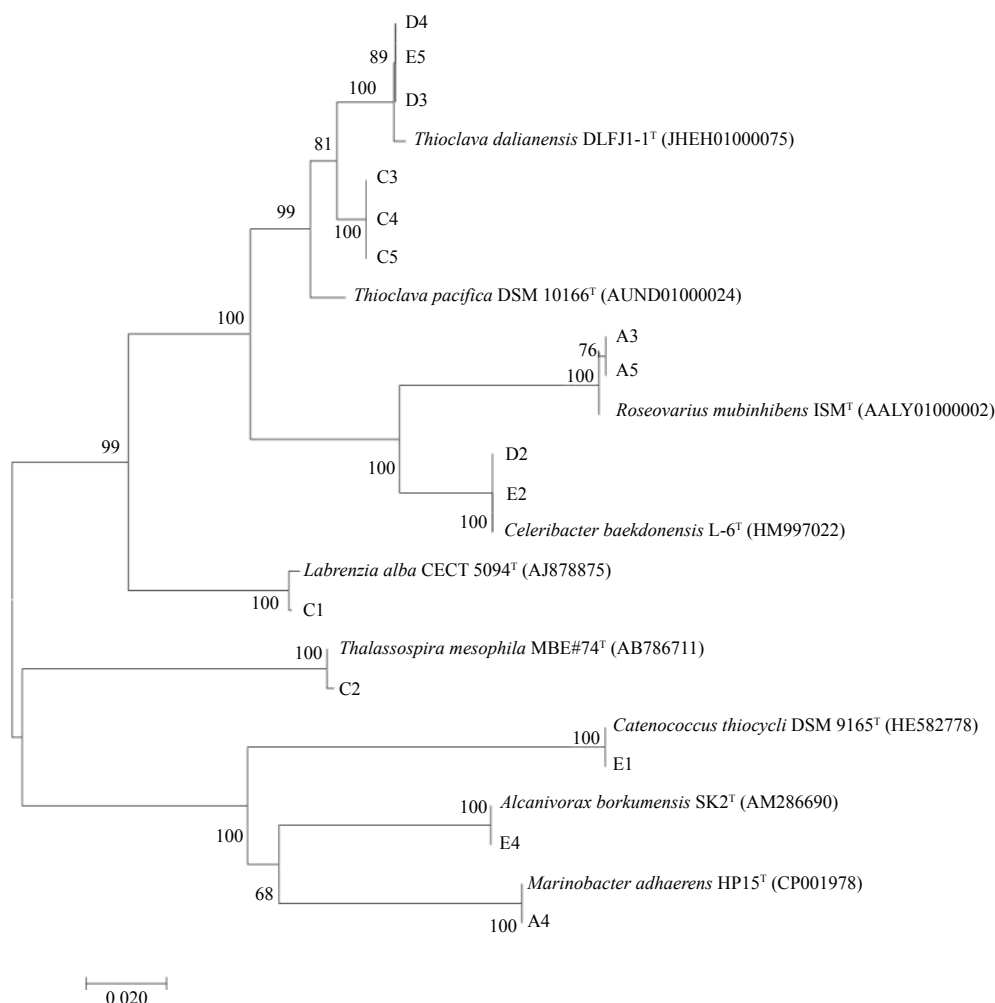 D4
89
E5
100
D3
Thioclava dalianensis DLFJ1-1ᵀ (JHEH01000075)
81
C3
99
C4
100
C5
Thioclava pacifica DSM 10166ᵀ (AUND01000024)
100
A3
76
A5
100
Roseovarius mubinhibens ISMᵀ (AALY01000002)
99
D2
100
E2
100
Celeribacter baekdonensis L-6ᵀ (HM997022)
Labrenzia alba CECT 5094ᵀ (AJ878875)
100
C1
Thalassospira mesophila MBE#74ᵀ (AB786711)
100
C2
Catenococcus thiocycli DSM 9165ᵀ (HE582778)
100
E1
Alcanivorax borkumensis SK2ᵀ (AM286690)
100
100
E4
Marinobacter adhaerens HP15ᵀ (CP001978)
68
100
A4
0.020